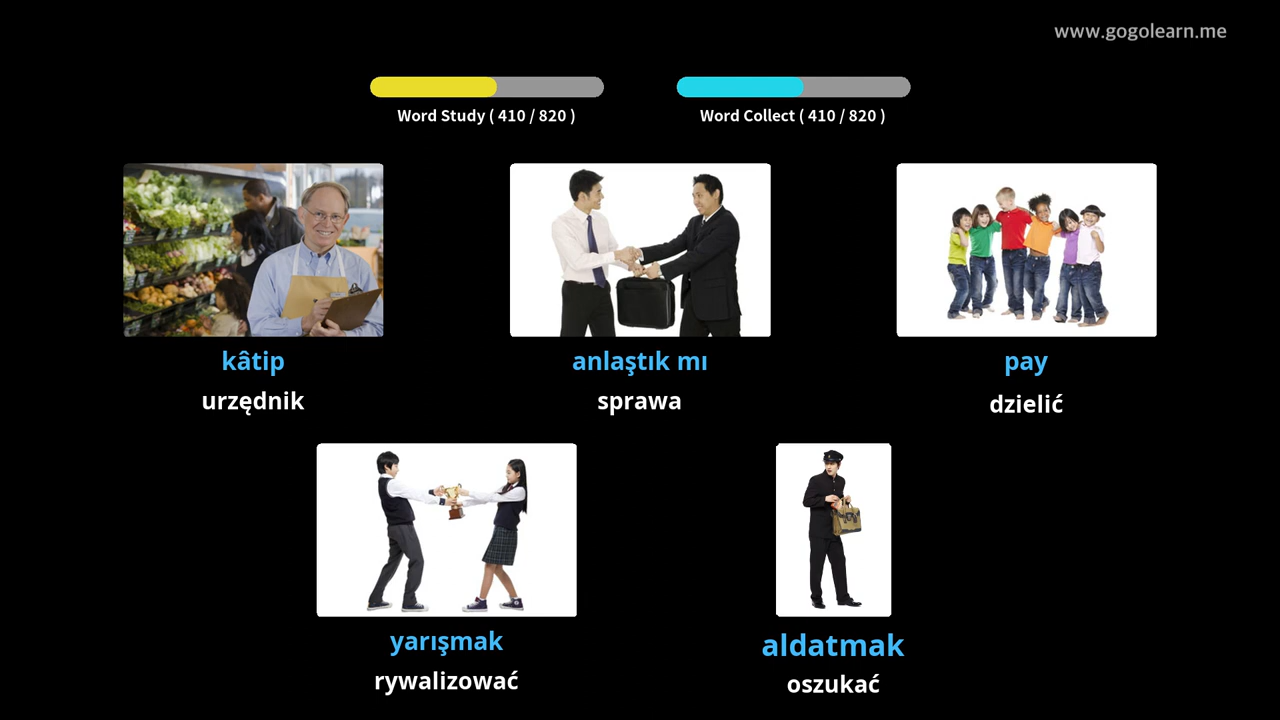 www.gogolearn.me
Word Study ( 410 / 820 )
Word Collect ( 410 / 820 )
kâtip
urzędnik
anlaştık mı
sprawa
pay
dzielić
yarışmak
rywalizować
aldatmak
oszukać